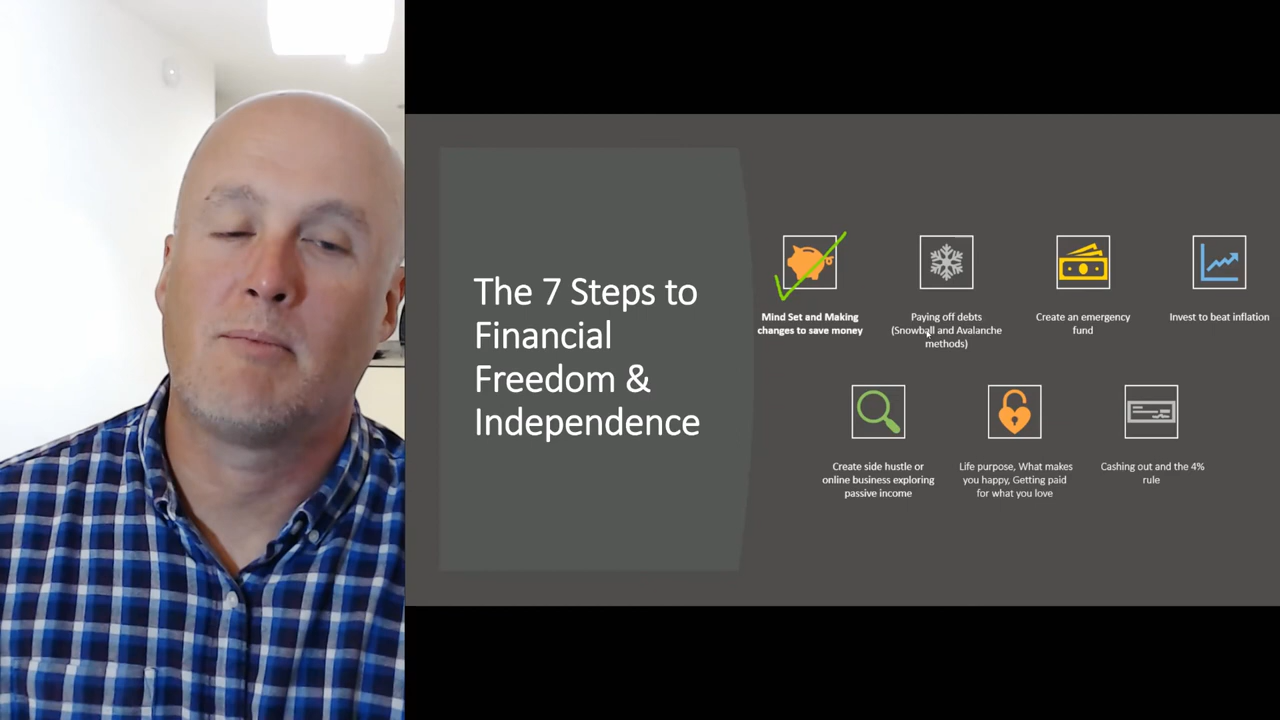 The 7 Steps to
Financial
Freedom &
Independence
Mind Set and Making
changes to save money
Paying off debts
(Snowball and Avalanche
methods)
Create an emergency
fund
Invest to beat inflation
Create side hustle or
online business exploring
passive income
Life purpose, What makes
you happy, Getting paid
for what you love
Cashing out and the 4%
rule